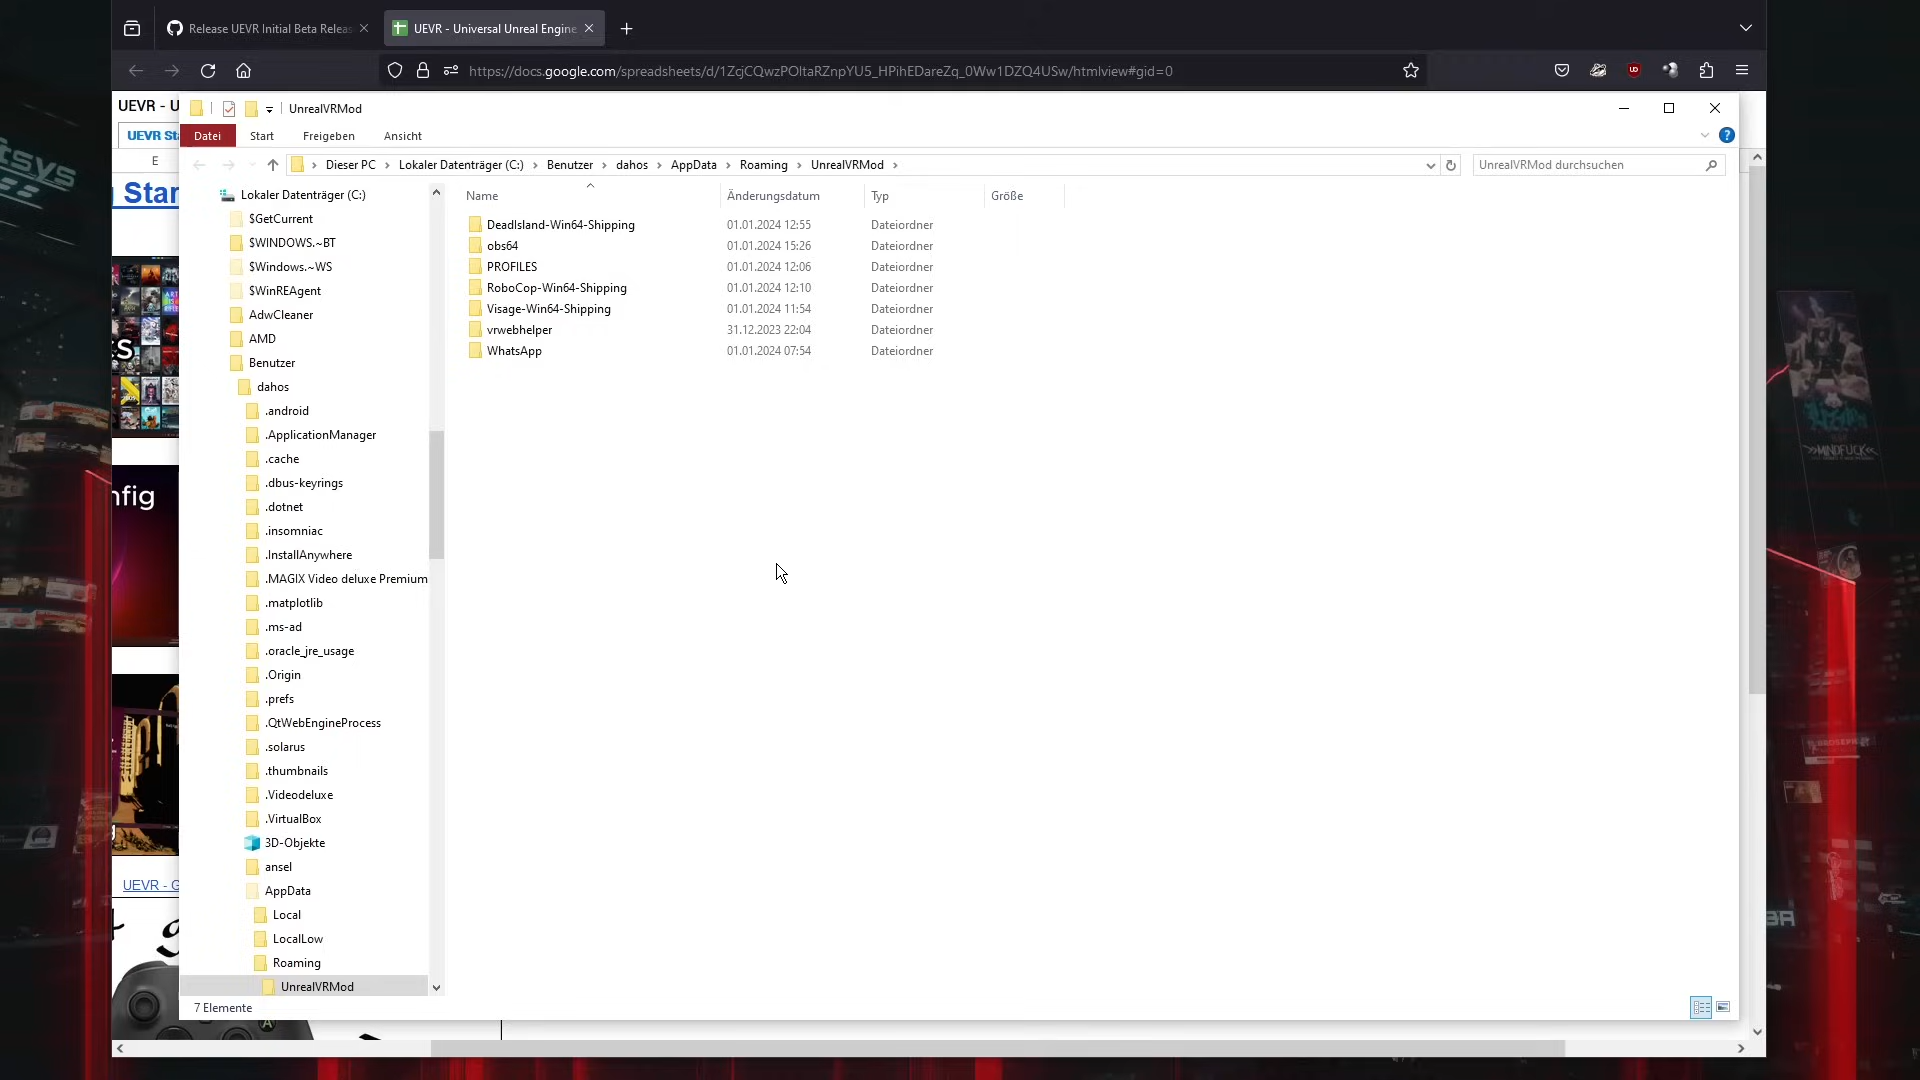 Release UEVR Initial Beta Releas
UEVR - Universal Unreal Engine
https://docs.google.com/spreadsheets/d/1ZcjCQwzPOltaRZnpYU5_HPihEDareZq_0Ww1DZQ4USw/htmlview#gid=0
UEVR - U
UnrealVRMod
UEVR St
Datei
Start
Freigeben
Ansicht
E
Dieser PC
Lokaler Datenträger (C:)
Benutzer
dahos
AppData
Roaming
UnrealVRMod
UnrealVRMod durchsuchen
Star
Name
Änderungsdatum
Typ
Größe
DeadIsland-Win64-Shipping 01.01.2024 12:55 Dateiordner
obs64 01.01.2024 15:26 Dateiordner
PROFILES 01.01.2024 12:06 Dateiordner
RoboCop-Win64-Shipping 01.01.2024 12:10 Dateiordner
Visage-Win64-Shipping 01.01.2024 11:54 Dateiordner
vrwebhelper 31.12.2023 22:04 Dateiordner
WhatsApp 01.01.2024 07:54 Dateiordner
Lokaler Datenträger (C:)
$GetCurrent
$WINDOWS.~BT
$Windows.~WS
$WinREAgent
AdwCleaner
AMD
Benutzer
dahos
.android
.ApplicationManager
.cache
.dbus-keyrings
.dotnet
.insomniac
.InstallAnywhere
.MAGIX Video deluxe Premium
.matplotlib
.ms-ad
.oracle_jre_usage
.Origin
.prefs
.QtWebEngineProcess
.solarus
.thumbnails
.Videodeluxe
.VirtualBox
3D-Objekte
ansel
AppData
Local
LocalLow
Roaming
UnrealVRMod
7 Elemente
nfig
UEVR - G
A
»MINDFUCK«